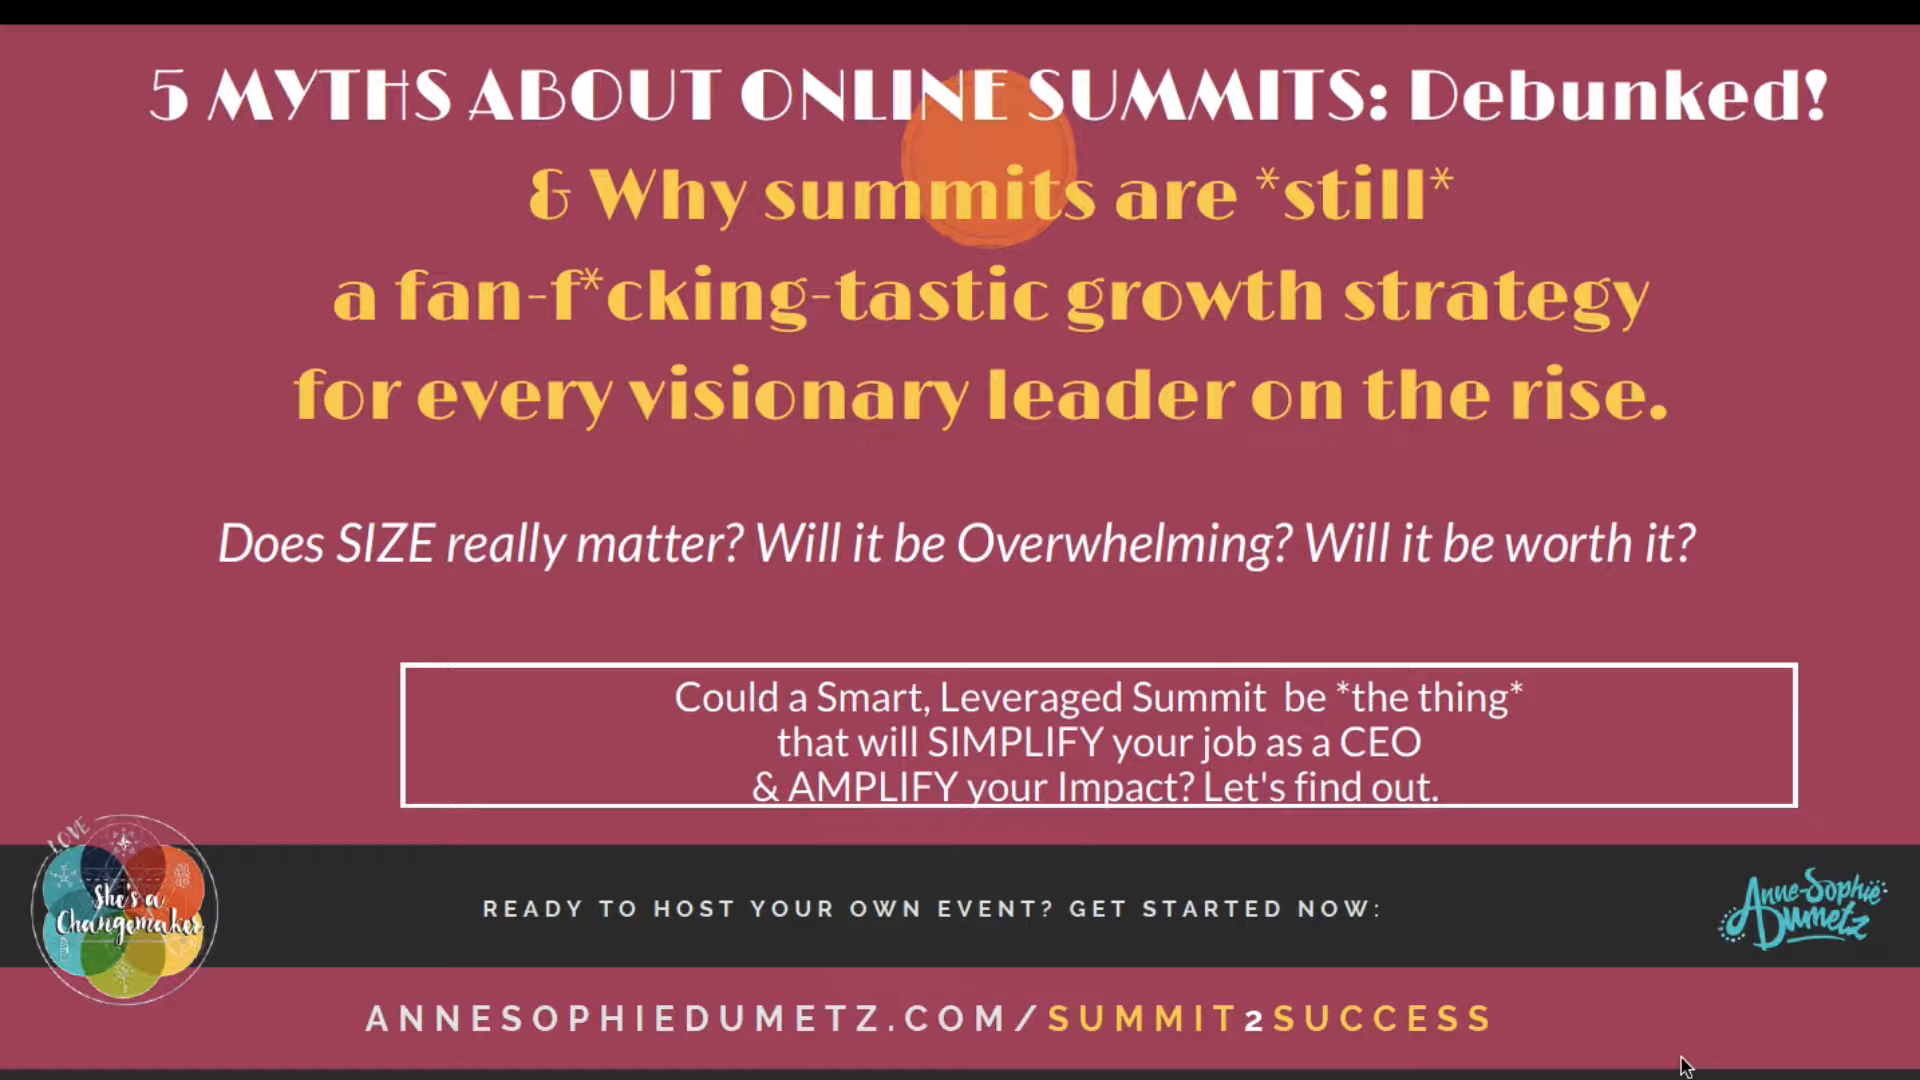 5 MYTHS ABOUT ONLINE SUMMITS: Debunked!
& Why summits are *still*
a fan-f*cking-tastic growth strategy
for every visionary leader on the rise.
Does SIZE really matter? Will it be Overwhelming? Will it be worth it?
Could a Smart, Leveraged Summit be *the thing*
that will SIMPLIFY your job as a CEO
& AMPLIFY your Impact? Let's find out.
LOVE
She's a
Changemaker
READY TO HOST YOUR OWN EVENT? GET STARTED NOW:
Anne-Sophie
Dumetz
ANNESOPHIEDUMETZ.COM/SUMMIT2SUCCESS